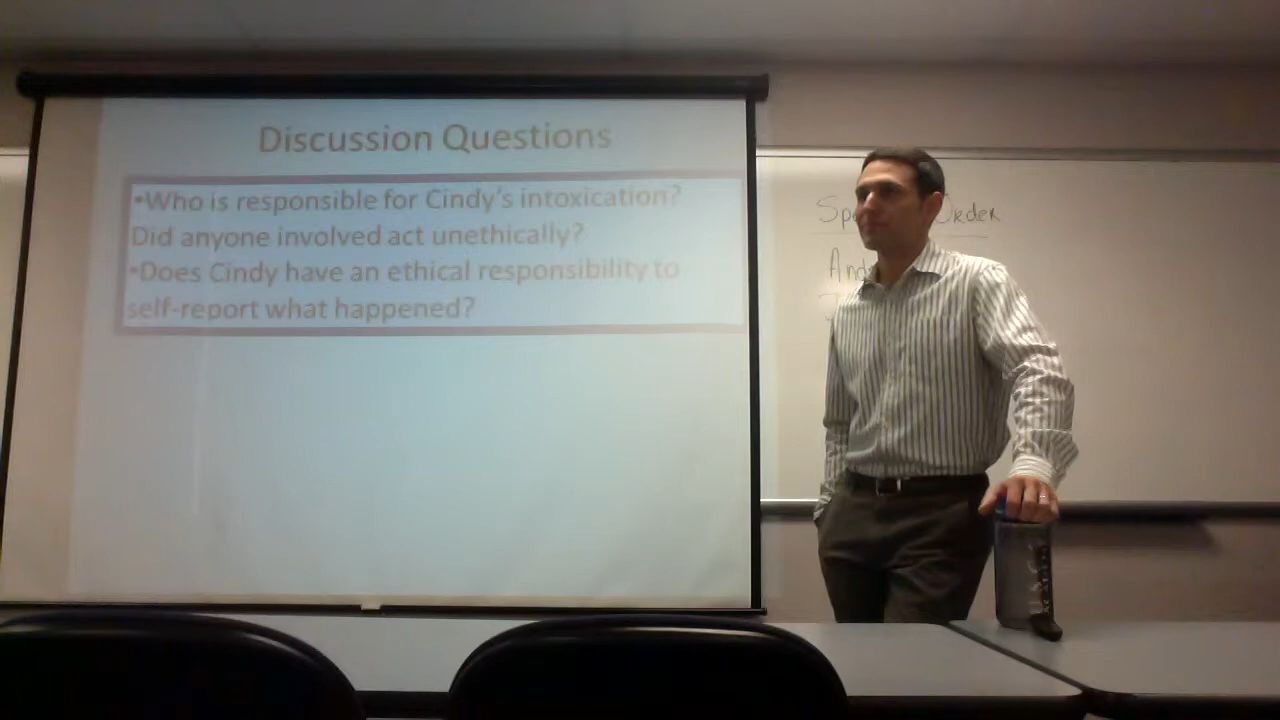 Discussion Questions
•Who is responsible for Cindy's intoxication?
Did anyone involved act unethically?
•Does Cindy have an ethical responsibility to
self-report what happened?
Order